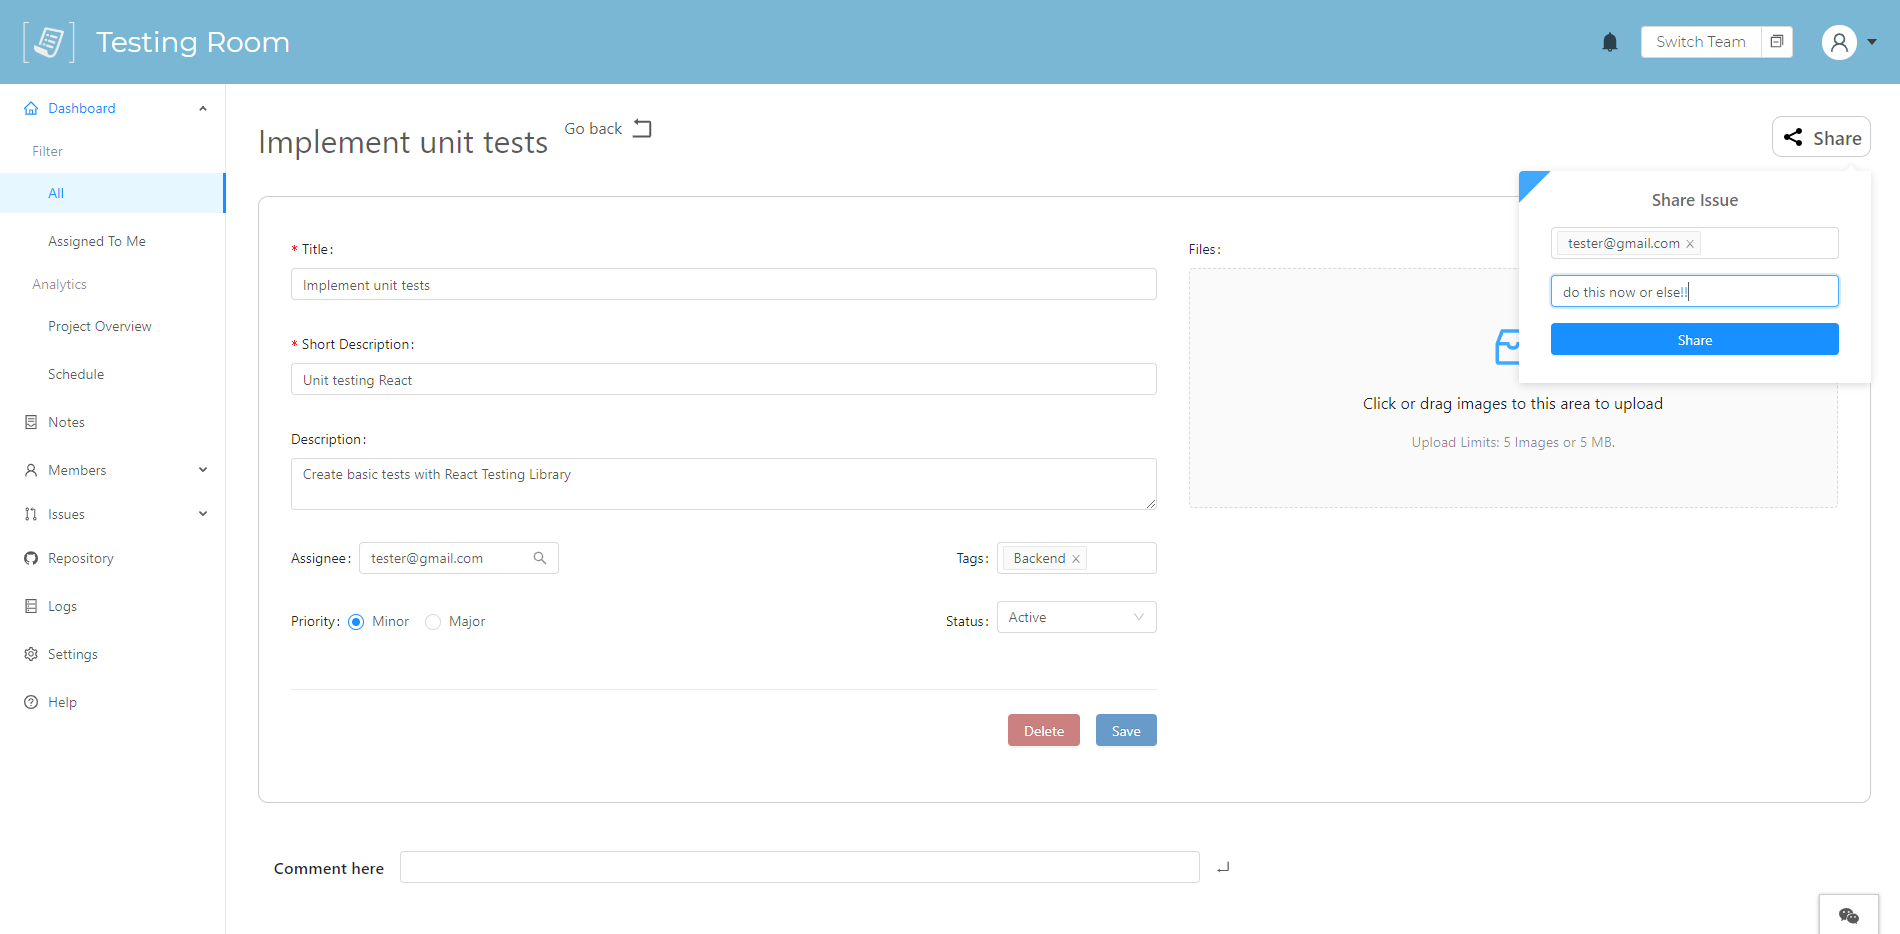 Testing Room
Switch Team
Dashboard
Filter
All
Assigned To Me
Analytics
Project Overview
Schedule
Notes
Members
Issues
Repository
Logs
Settings
Help
Implement unit tests
Go back
Share
Share Issue
tester@gmail.com
do this now or else!!
Share
* Title:
Implement unit tests
* Short Description:
Unit testing React
Description:
Create basic tests with React Testing Library
Assignee: tester@gmail.com
Tags: Backend
Priority: Minor Major
Status: Active
Delete Save
Files:
Click or drag images to this area to upload
Upload Limits: 5 Images or 5 MB.
Comment here